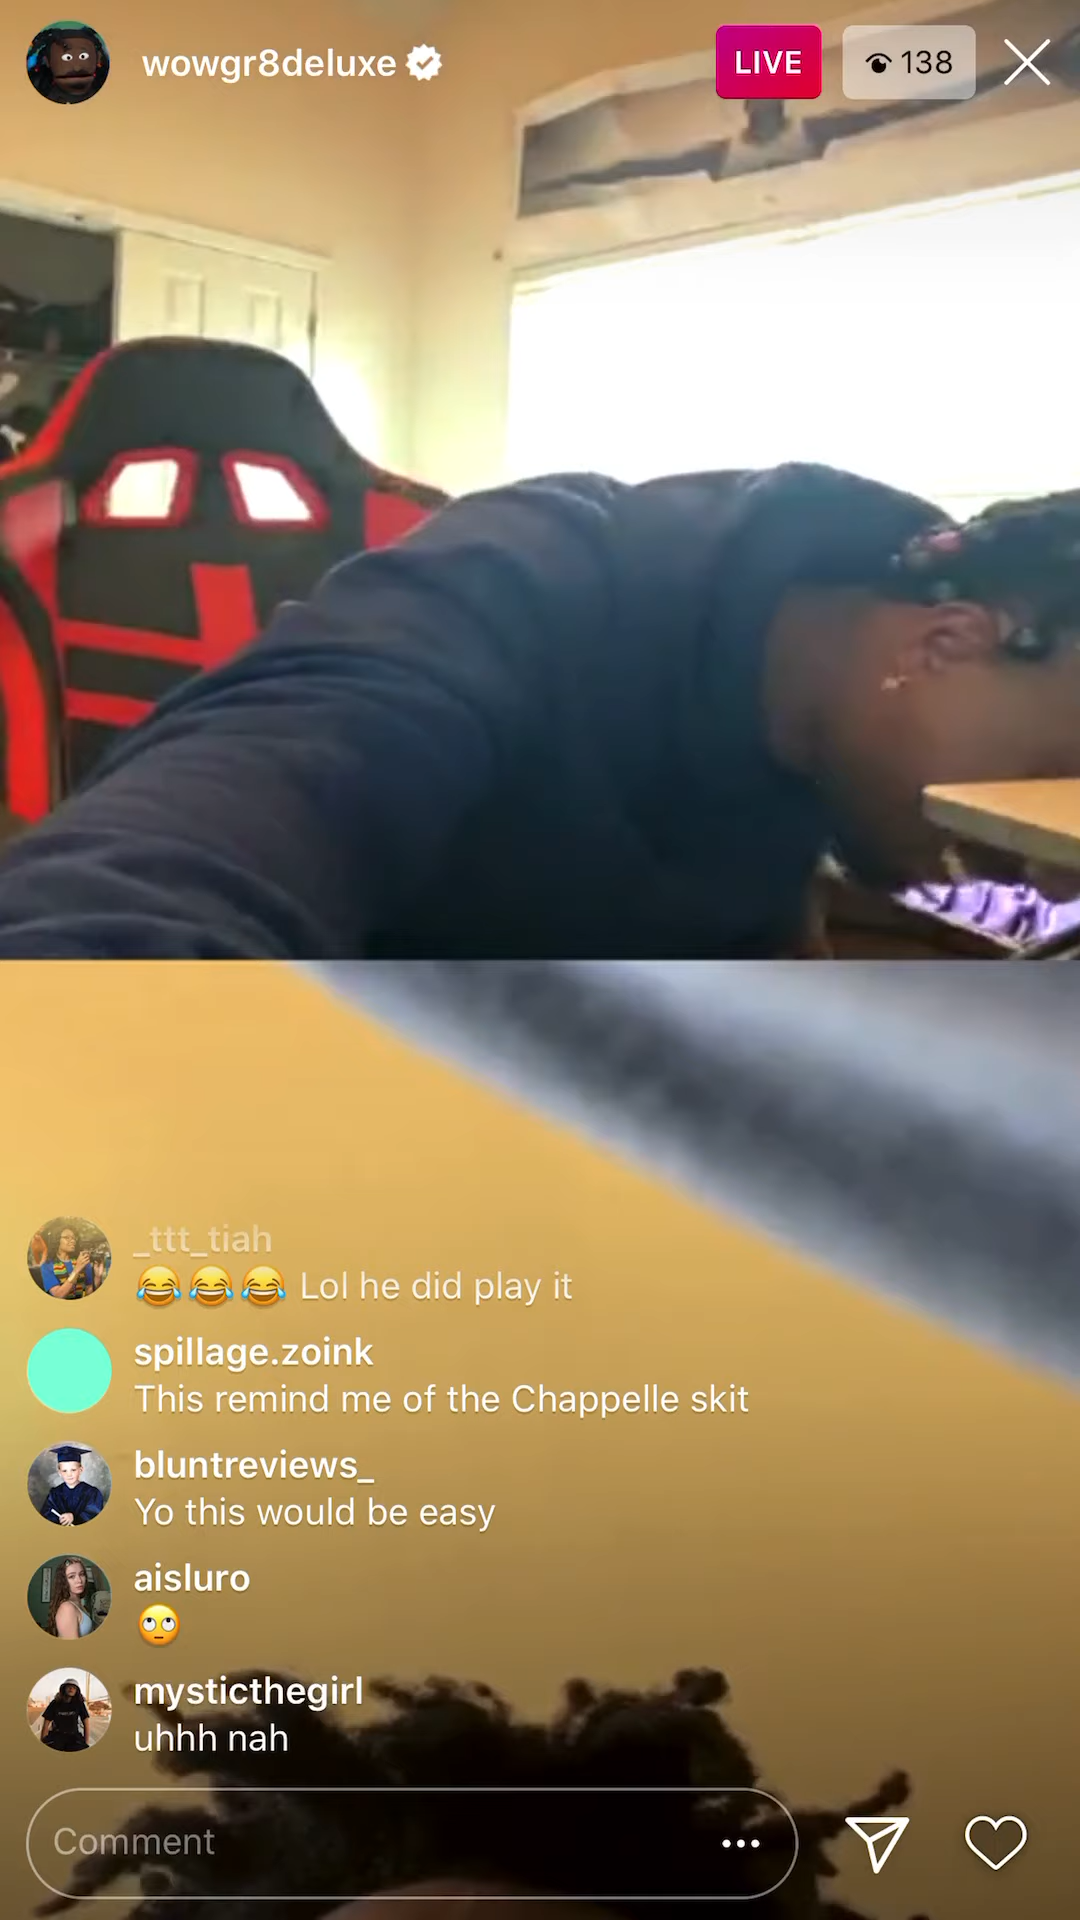 wowgr8deluxe
LIVE
138
_ttt_tiah
😂😂😂 Lol he did play it
spillage.zoink
This remind me of the Chappelle skit
bluntreviews_
Yo this would be easy
aisluro
🙄
mysticthegirl
uhhh nah
Comment